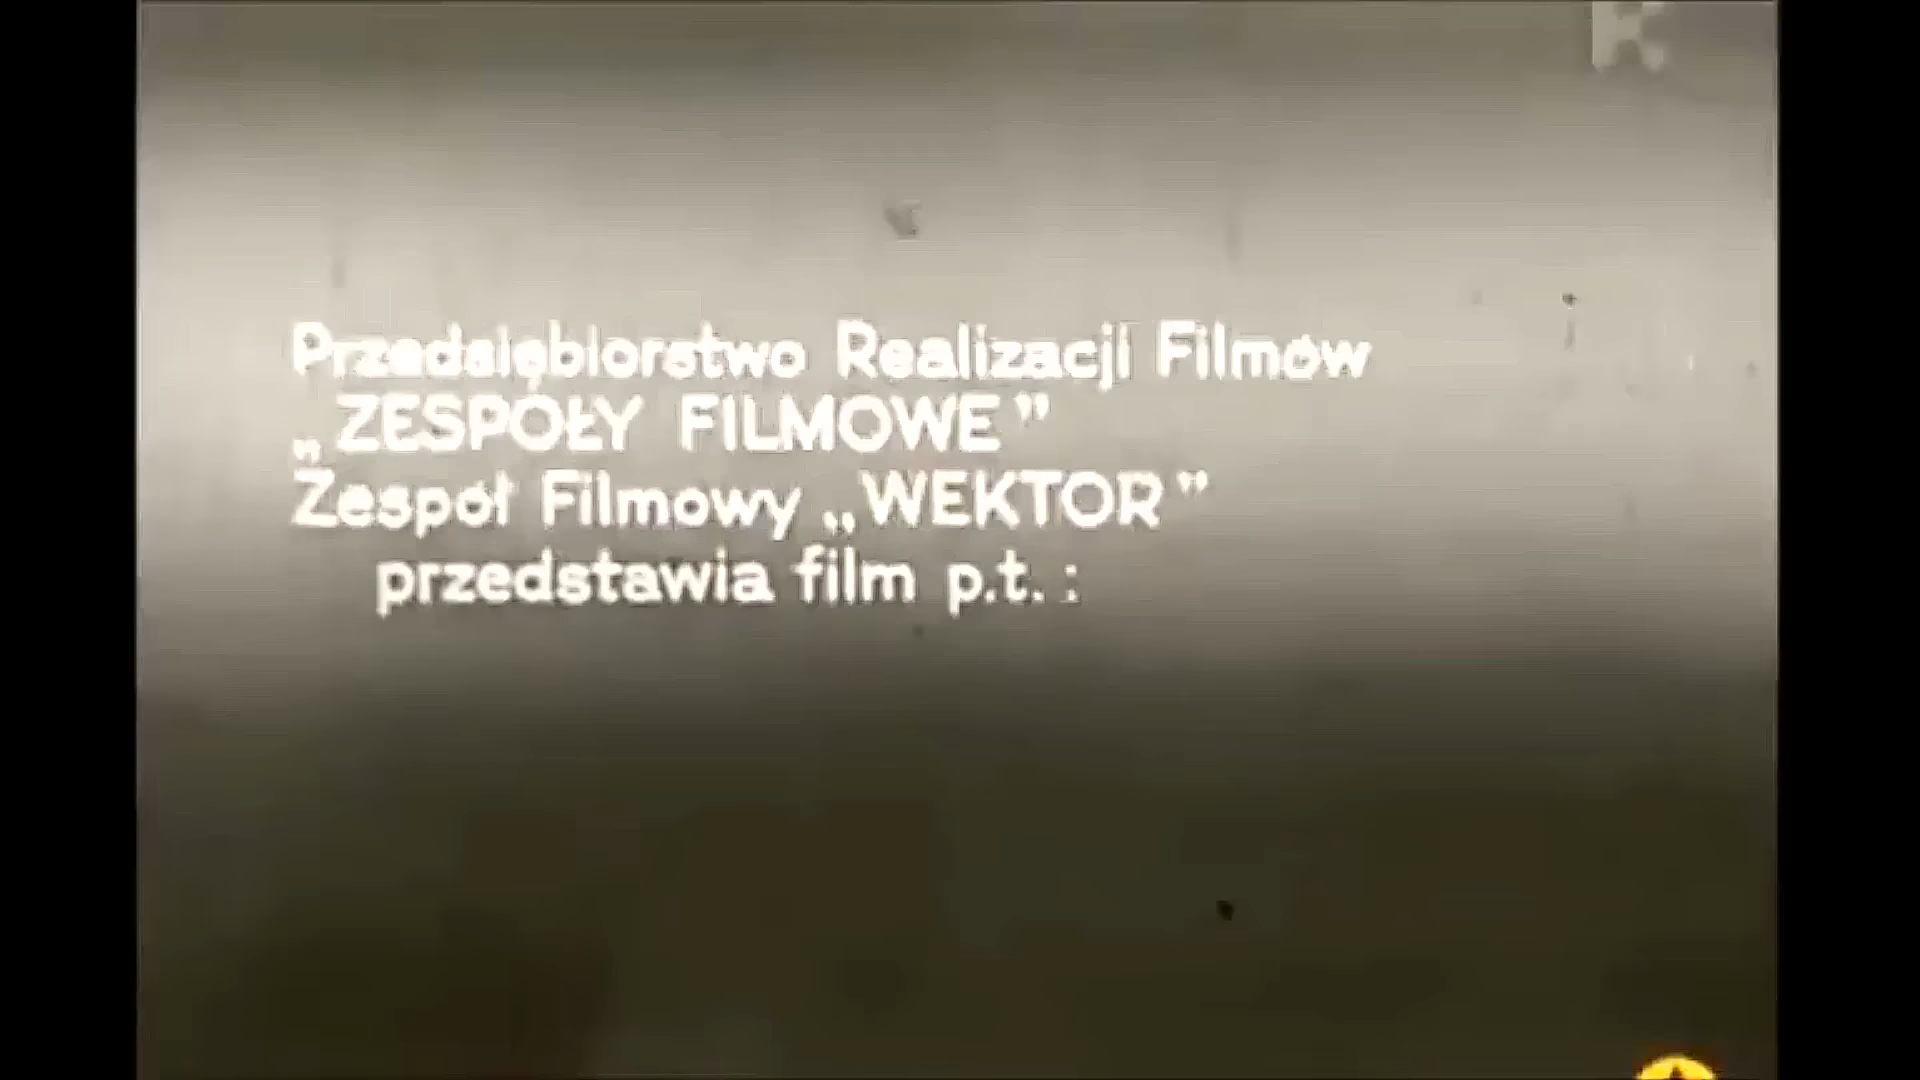 Przedsiębiorstwo Realizacji Filmów
„ZESPOŁY FILMOWE”
Zespół Filmowy „WEKTOR”
przedstawia film p.t. :
K